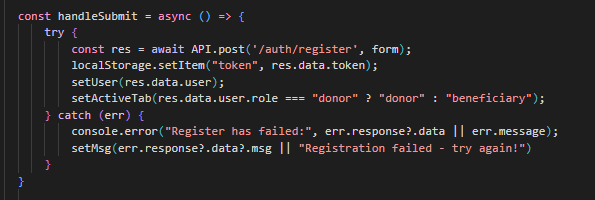 const handleSubmit = async () => {
try {
const res = await API.post('/auth/register', form);
localStorage.setItem("token", res.data.token);
setUser(res.data.user);
setActiveTab(res.data.user.role === "donor" ? "donor" : "beneficiary");
} catch (err) {
console.error("Register has failed:", err.response?.data || err.message);
setMsg(err.response?.data?.msg || "Registration failed - try again!")
}
}